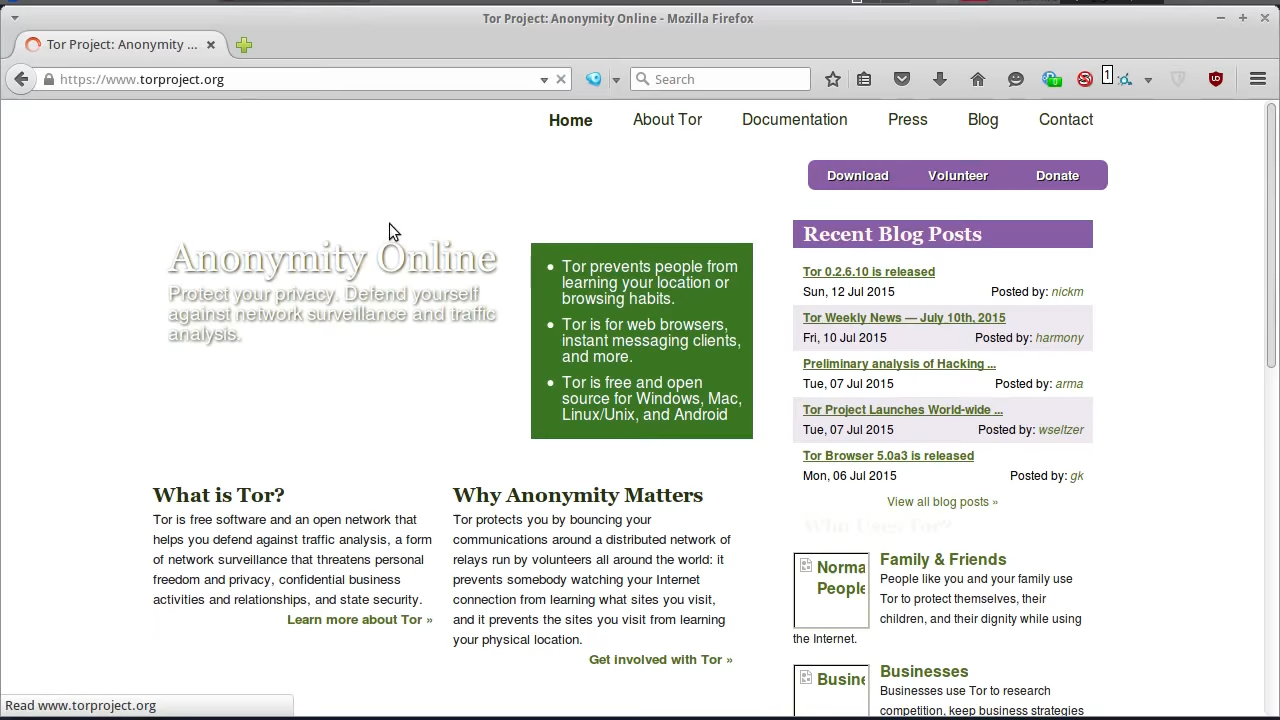 Tor Project: Anonymity Online - Mozilla Firefox
Tor Project: Anonymity ...
https://www.torproject.org
Search
0
1
Home
About Tor
Documentation
Press
Blog
Contact
Download
Volunteer
Donate
Anonymity Online
Protect your privacy. Defend yourself
against network surveillance and traffic
analysis.
• Tor prevents people from
learning your location or
browsing habits.
• Tor is for web browsers,
instant messaging clients,
and more.
• Tor is free and open
source for Windows, Mac,
Linux/Unix, and Android
Recent Blog Posts
Tor 0.2.6.10 is released
Sun, 12 Jul 2015 Posted by: nickm
Tor Weekly News — July 10th, 2015
Fri, 10 Jul 2015 Posted by: harmony
Preliminary analysis of Hacking ...
Tue, 07 Jul 2015 Posted by: arma
Tor Project Launches World-wide ...
Tue, 07 Jul 2015 Posted by: wseltzer
Tor Browser 5.0a3 is released
Mon, 06 Jul 2015 Posted by: gk
View all blog posts »
Who Uses Tor?
What is Tor?
Tor is free software and an open network that
helps you defend against traffic analysis, a form
of network surveillance that threatens personal
freedom and privacy, confidential business
activities and relationships, and state security.
Learn more about Tor »
Why Anonymity Matters
Tor protects you by bouncing your
communications around a distributed network of
relays run by volunteers all around the world: it
prevents somebody watching your Internet
connection from learning what sites you visit,
and it prevents the sites you visit from learning
your physical location.
Get involved with Tor »
Norma
People
Family & Friends
People like you and your family use
Tor to protect themselves, their
children, and their dignity while using
the Internet.
Busine
Businesses
Businesses use Tor to research
competition, keep business strategies
Read www.torproject.org